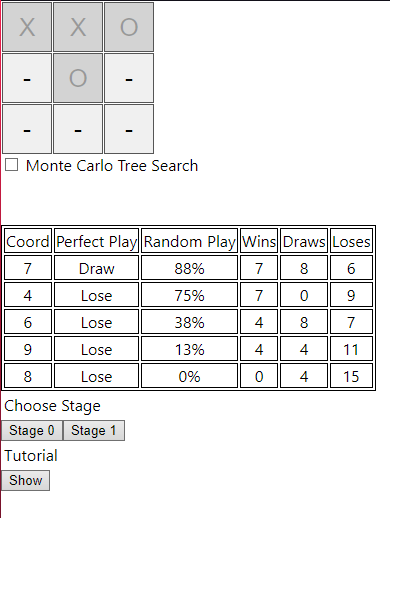 X X O
- O -
- - -
Monte Carlo Tree Search
Coord Perfect Play Random Play Wins Draws Loses
7 Draw 88% 7 8 6
4 Lose 75% 7 0 9
6 Lose 38% 4 8 7
9 Lose 13% 4 4 11
8 Lose 0% 0 4 15
Choose Stage
Stage 0 Stage 1
Tutorial
Show